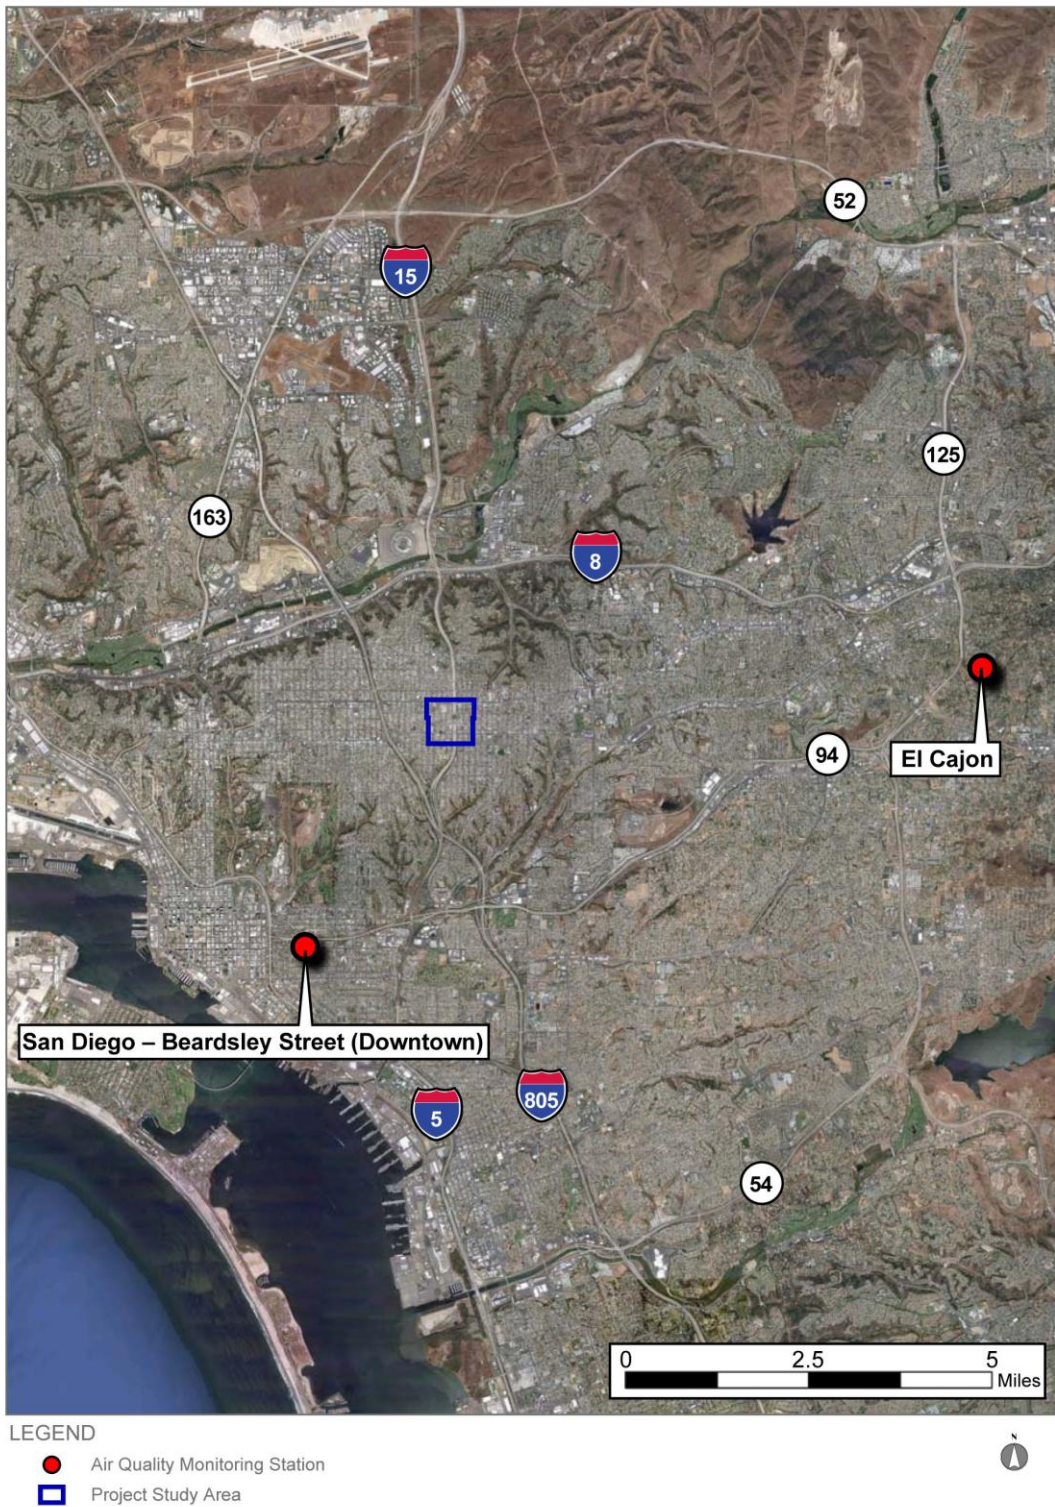 52
15
125
163
8
El Cajon
94
San Diego – Beardsley Street (Downtown)
805
5
54
0 2.5 5
Miles
LEGEND
N
Air Quality Monitoring Station
Project Study Area